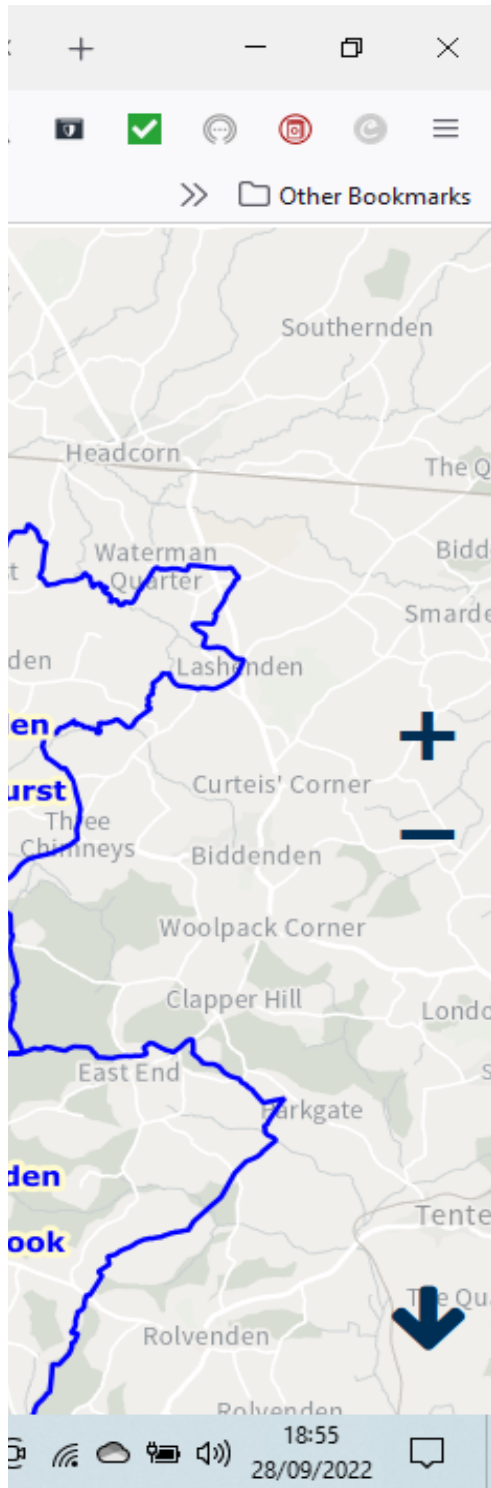 Other Bookmarks
Southernden
Headcorn
The Q
Waterman
Quarter
Bidd
t
Smarde
den
Lashenden
en
urst
Curteis' Corner
Three
Chimneys
Biddenden
Woolpack Corner
Clapper Hill
Londo
East End
S
Parkgate
den
Tente
ook
The Qu
Rolvenden
Rolvenden
18:55
28/09/2022